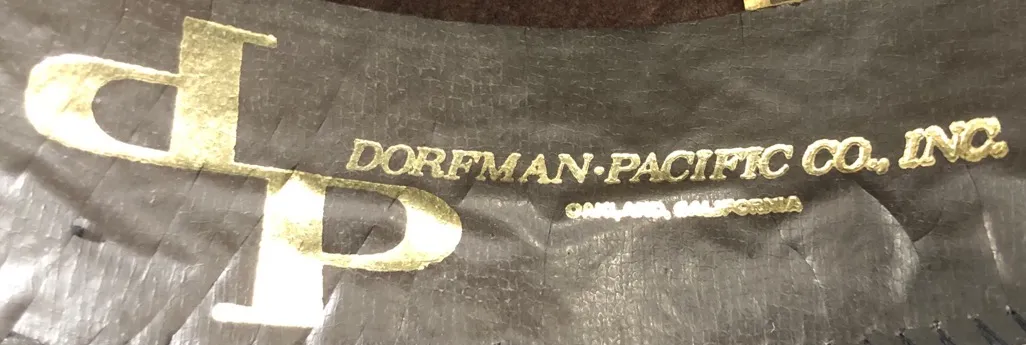 dp
DORFMAN·PACIFIC CO., INC.
OAKLAND, CALIFORNIA